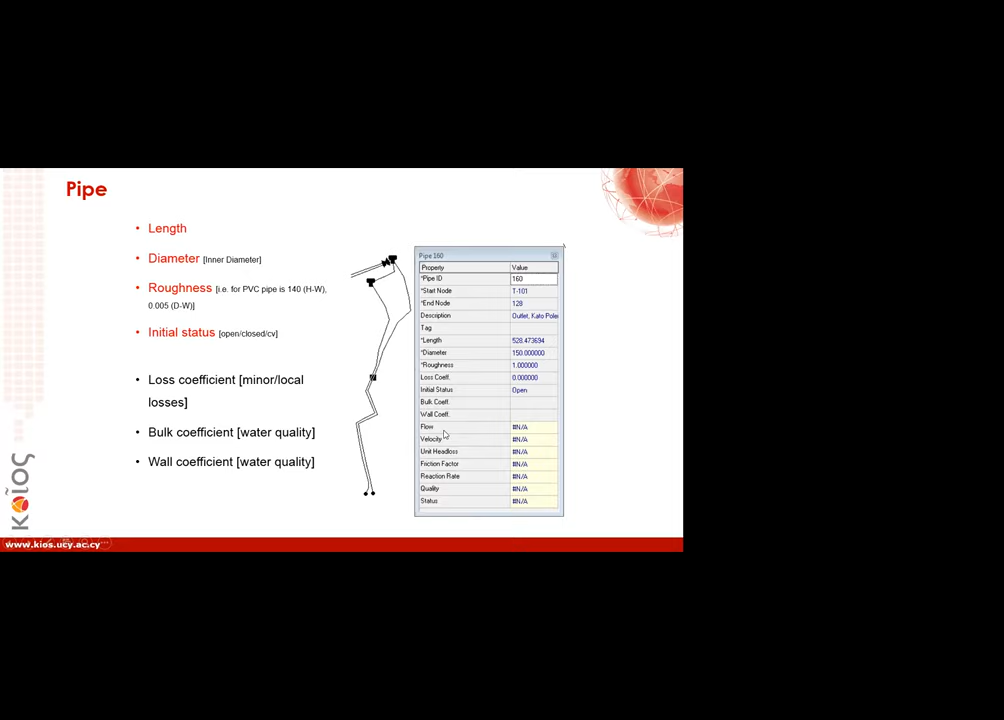 Pipe
• Length
• Diameter [Inner Diameter]
• Roughness [i.e. for PVC pipe is 140 (H-W),
0.005 (D-W)]
• Initial status [open/closed/cv]
• Loss coefficient [minor/local
losses]
• Bulk coefficient [water quality]
• Wall coefficient [water quality]
Pipe 160
Property Value
*Pipe ID 160
*Start Node T-101
*End Node 128
Description Outlet, Kato Pole
Tag
*Length 528.473694
*Diameter 150.000000
*Roughness 1.000000
Loss Coeff. 0.000000
Initial Status Open
Bulk Coeff.
Wall Coeff.
Flow #N/A
Velocity #N/A
Unit Headloss #N/A
Friction Factor #N/A
Reaction Rate #N/A
Quality #N/A
Status #N/A
κοῖος
www.kios.ucy.ac.cy